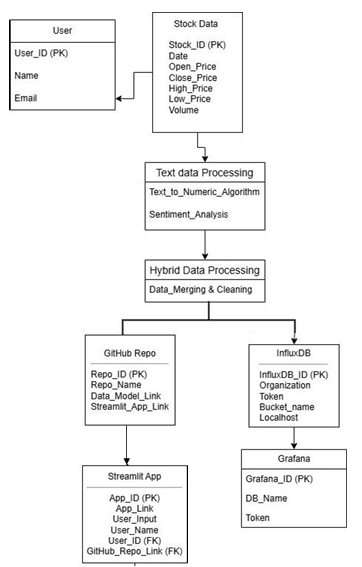 User
User_ID (PK)
Name
Email
Stock Data
Stock_ID (PK)
Date
Open_Price
Close_Price
High_Price
Low_Price
Volume
Text data Processing
Text_to_Numeric_Algorithm
Sentiment_Analysis
Hybrid Data Processing
Data_Merging & Cleaning
GitHub Repo
Repo_ID (PK)
Repo_Name
Data_Model_Link
Streamlit_App_Link
InfluxDB
InfluxDB_ID (PK)
Organization
Token
Bucket_name
Localhost
Streamlit App
App_ID (PK)
App_Link
User_Input
User_Name
User_ID (FK)
GitHub_Repo_Link (FK)
Grafana
Grafana_ID (PK)
DB_Name
Token